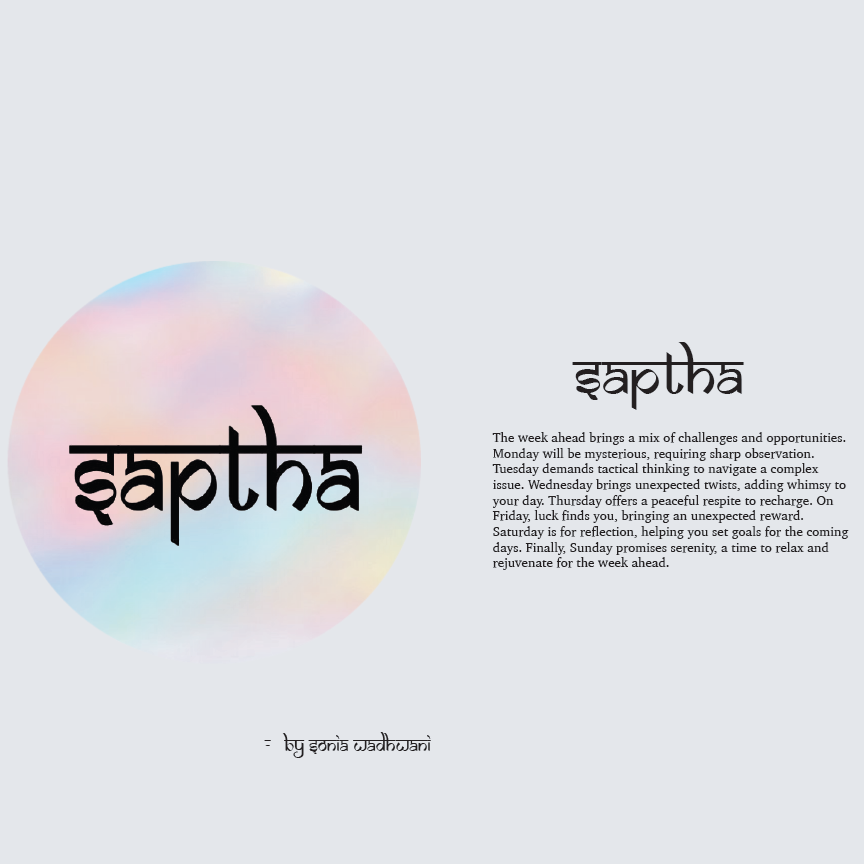 saptha
- by sonia wadhwani
saptha
The week ahead brings a mix of challenges and opportunities.
Monday will be mysterious, requiring sharp observation.
Tuesday demands tactical thinking to navigate a complex
issue. Wednesday brings unexpected twists, adding whimsy to
your day. Thursday offers a peaceful respite to recharge. On
Friday, luck finds you, bringing an unexpected reward.
Saturday is for reflection, helping you set goals for the coming
days. Finally, Sunday promises serenity, a time to relax and
rejuvenate for the week ahead.